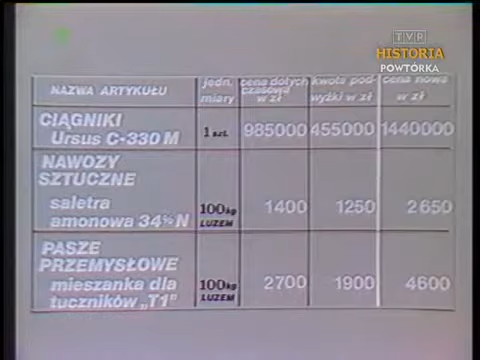 TVP
HISTORIA
POWTÓRKA
NAZWA ARTYKUŁU
jedn. miary
cena dotychczasowa w zł
kwota podwyżki w zł
cena nowa w zł
CIĄGNIKI
Ursus C-330 M
1 szt.
985000
455000
1440000
NAWOZY
SZTUCZNE
saletra
amonowa 34% N
100 kg
LUZEM
1400
1250
2650
PASZE
PRZEMYSŁOWE
mieszanka dla
tuczników „T1"
100 kg
LUZEM
2700
1900
4600